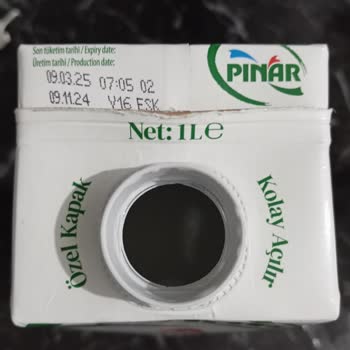 Son tüketim tarihi / Expiry date:
Üretim tarihi / Production date:
09.03.25 07:05 02
09.11.24 V16 ESK
PINAR
Net: 1L℮
Özel Kapak
Kolay Açılır